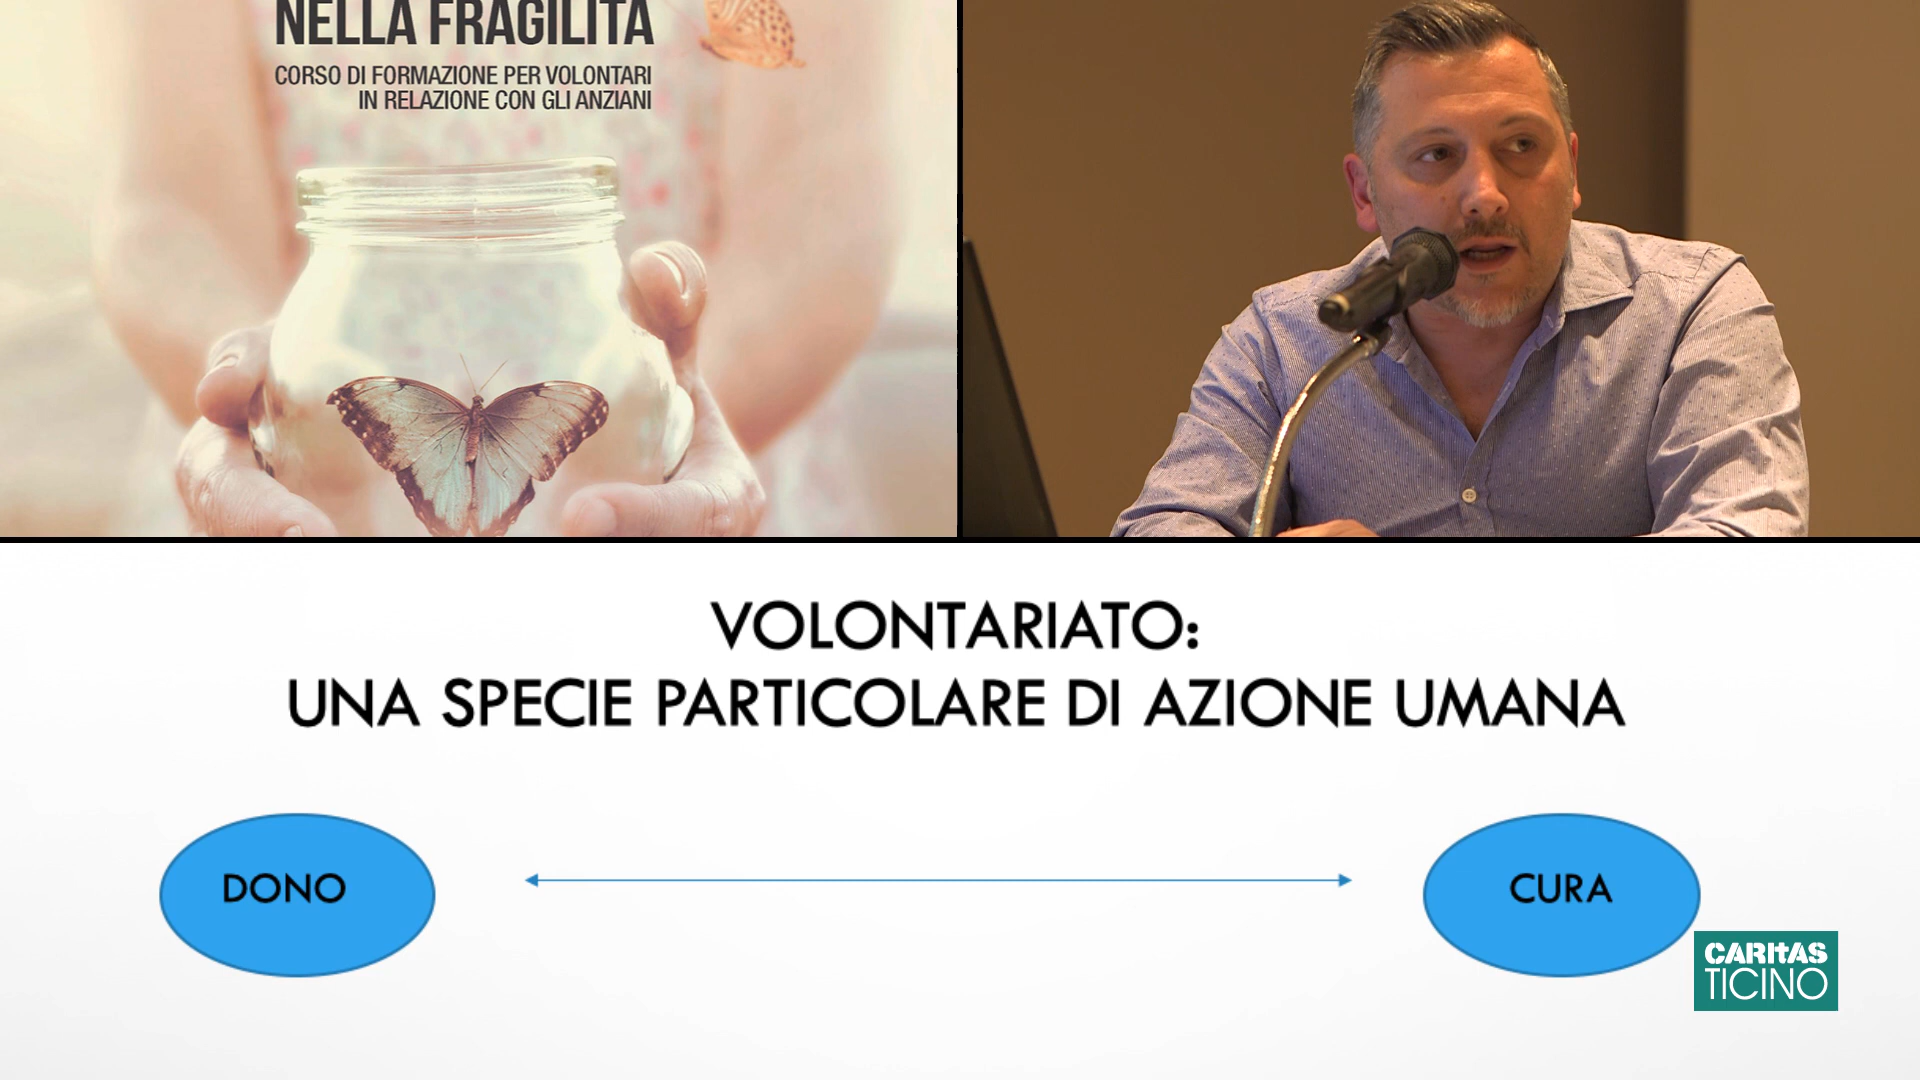 NELLA FRAGILITÀ
CORSO DI FORMAZIONE PER VOLONTARI
IN RELAZIONE CON GLI ANZIANI
VOLONTARIATO:
UNA SPECIE PARTICOLARE DI AZIONE UMANA
DONO
CURA
CARITAS
TICINO